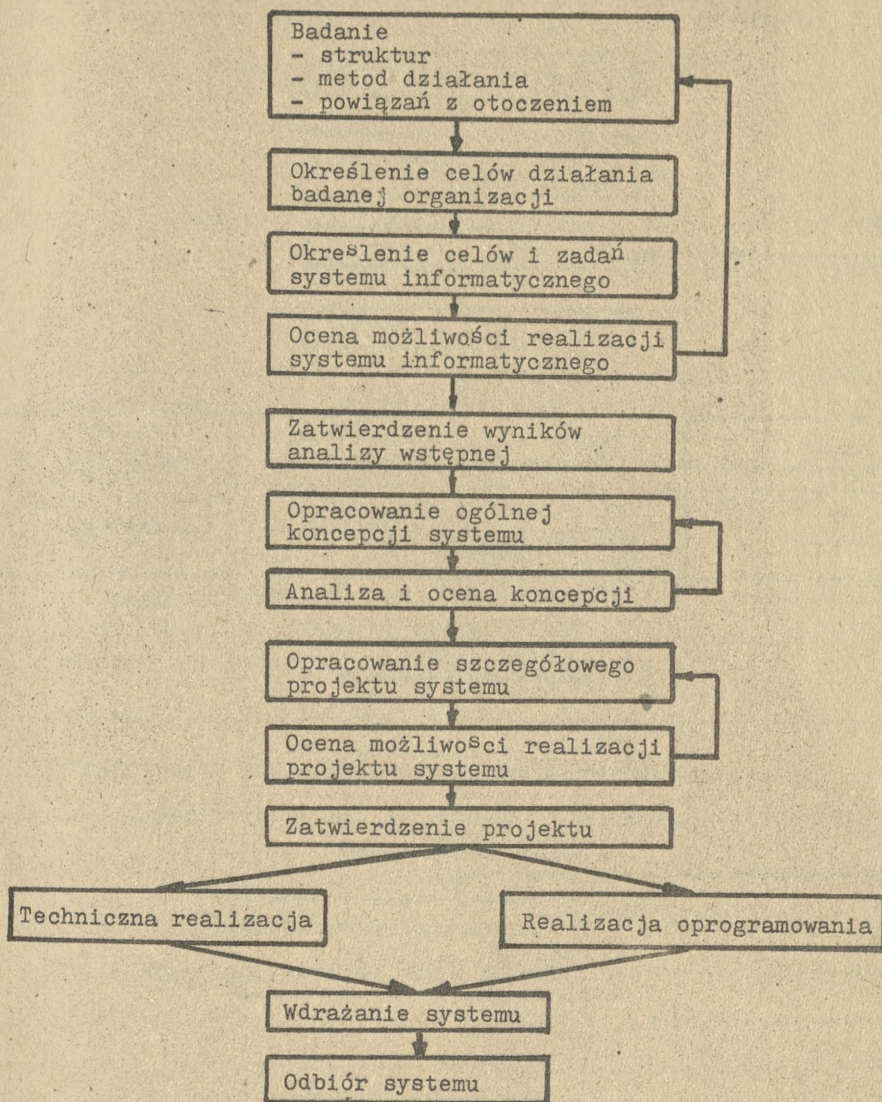 Badanie
- struktur
- metod działania
- powiązań z otoczeniem
Określenie celów działania
badanej organizacji
Określenie celów i zadań
systemu informatycznego
Ocena możliwości realizacji
systemu informatycznego
Zatwierdzenie wyników
analizy wstępnej
Opracowanie ogólnej
koncepcji systemu
Analiza i ocena koncepcji
Opracowanie szczegółowego
projektu systemu
Ocena możliwości realizacji
projektu systemu
Zatwierdzenie projektu
Techniczna realizacja
Realizacja oprogramowania
Wdrażanie systemu
Odbiór systemu